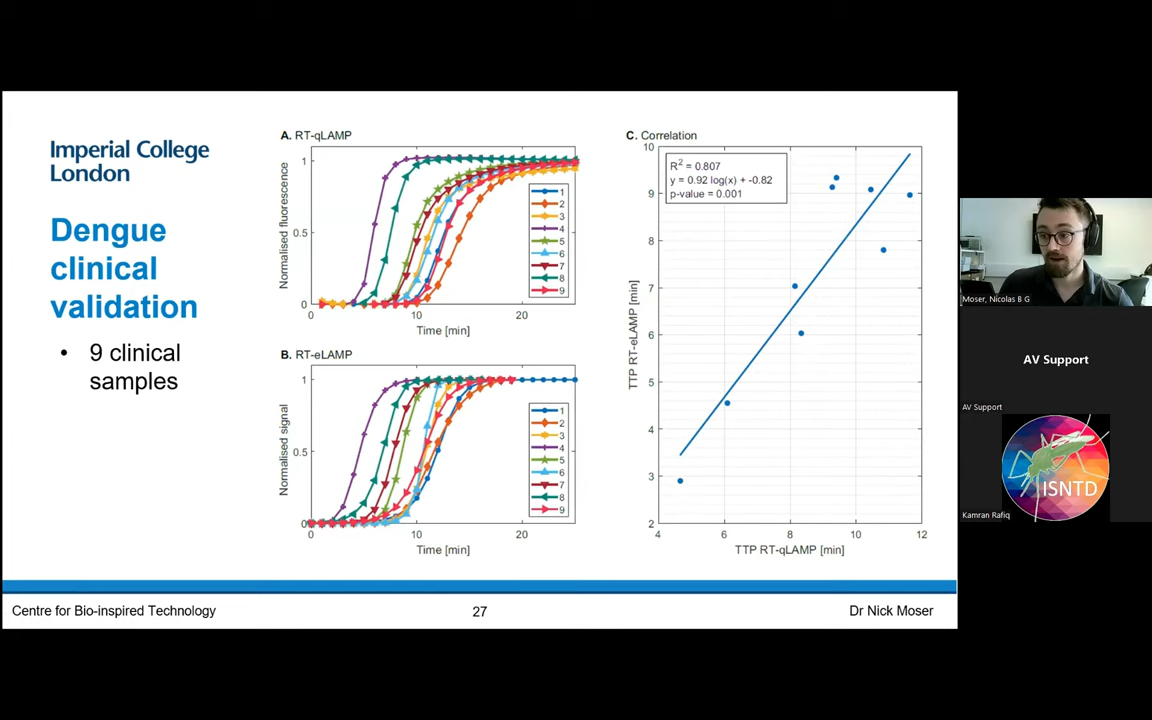 Imperial College
London
Dengue
clinical
validation
• 9 clinical
samples
A. RT-qLAMP
Normalised fluorescence
1
0.5
0
0
10
20
Time [min]
1
2
3
4
5
6
7
8
9
B. RT-eLAMP
Normalised signal
1
0.5
0
0
10
20
Time [min]
1
2
3
4
5
6
7
8
9
C. Correlation
R² = 0.807
y = 0.92 log(x) + -0.82
p-value = 0.001
TTP RT-eLAMP [min]
10
9
8
7
6
5
4
3
2
4
6
8
10
12
TTP RT-qLAMP [min]
Centre for Bio-inspired Technology
27
Dr Nick Moser
Moser, Nicolas B G
AV Support
AV Support
ISNTD
Kamran Rafiq